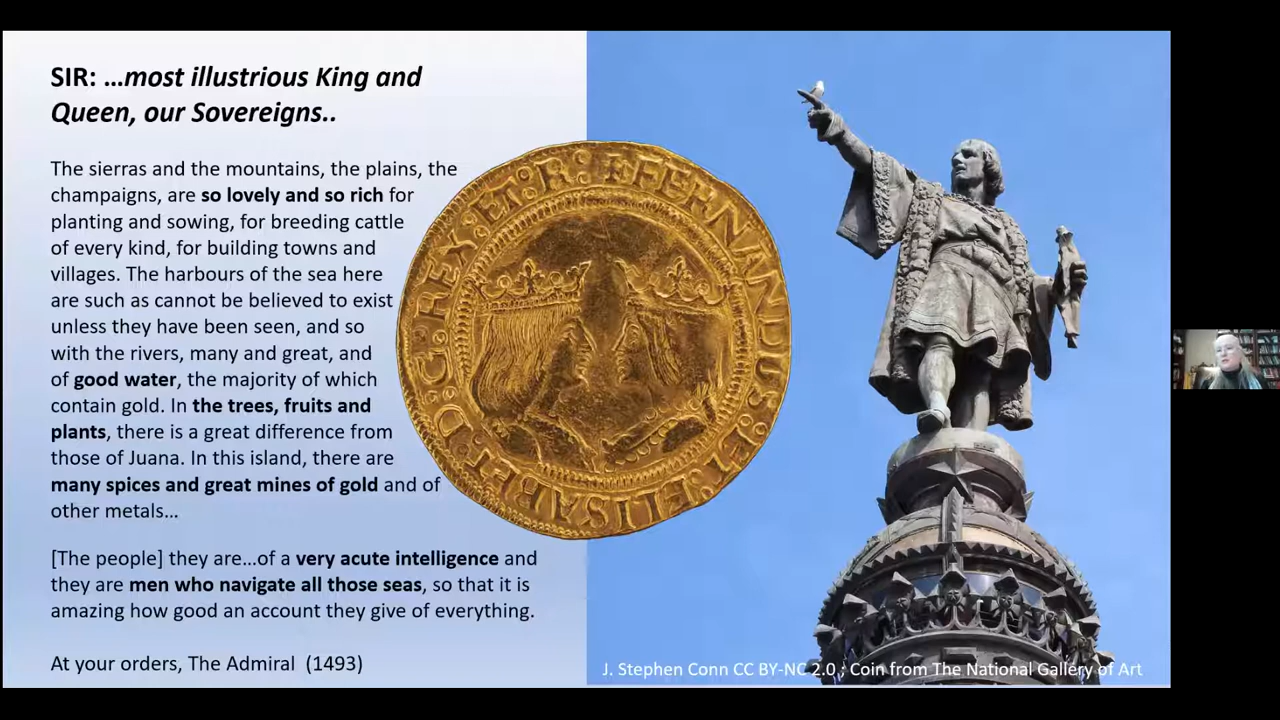 SIR: …most illustrious King and
Queen, our Sovereigns..
The sierras and the mountains, the plains, the
champaigns, are so lovely and so rich for
planting and sowing, for breeding cattle
of every kind, for building towns and
villages. The harbours of the sea here
are such as cannot be believed to exist
unless they have been seen, and so
with the rivers, many and great, and
of good water, the majority of which
contain gold. In the trees, fruits and
plants, there is a great difference from
those of Juana. In this island, there are
many spices and great mines of gold and of
other metals…
[The people] they are…of a very acute intelligence and
they are men who navigate all those seas, so that it is
amazing how good an account they give of everything.
At your orders, The Admiral (1493)
FERNANDUS: ET: ELISABET: D: G: REX: ET: R:
J. Stephen Conn CC BY-NC 2.0 ; Coin from The National Gallery of Art